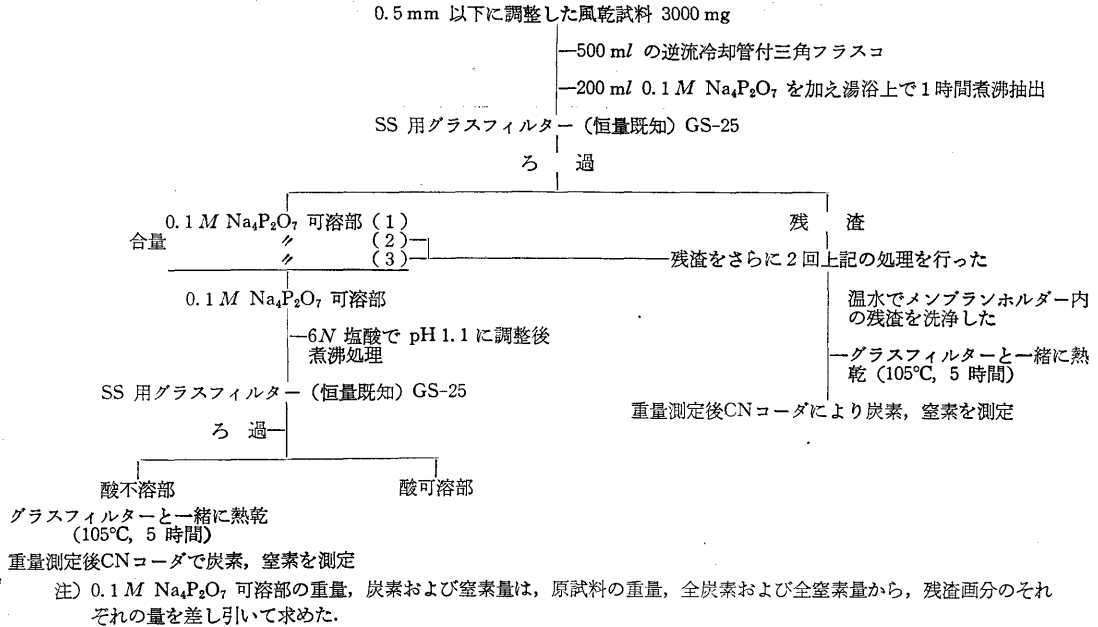 0.5 mm 以下に調整した風乾試料 3000 mg
500 ml の逆流冷却管付三角フラスコ
200 ml 0.1 M Na₄P₂O₇ を加え湯浴上で1時間煮沸抽出
SS 用グラスフィルター (恒量既知) GS-25
ろ 過
0.1 M Na₄P₂O₇ 可溶部 (1)
合量 〃 (2)
〃 (3)
残 渣
残渣をさらに2回上記の処理を行った
0.1 M Na₄P₂O₇ 可溶部
6N 塩酸で pH 1.1 に調整後
煮沸処理
SS 用グラスフィルター (恒量既知) GS-25
ろ 過
酸不溶部
酸可溶部
グラスフィルターと一緒に熱乾
(105℃, 5 時間)
重量測定後CNコーダで炭素, 窒素を測定
温水でメンブランホルダー内
の残渣を洗浄した
グラスフィルターと一緒に熱
乾 (105℃, 5 時間)
重量測定後CNコーダにより炭素, 窒素を測定
注) 0.1 M Na₄P₂O₇ 可溶部の重量, 炭素および窒素量は, 原試料の重量, 全炭素および全窒素量から, 残渣画分のそれ
ぞれの量を差し引いて求めた.